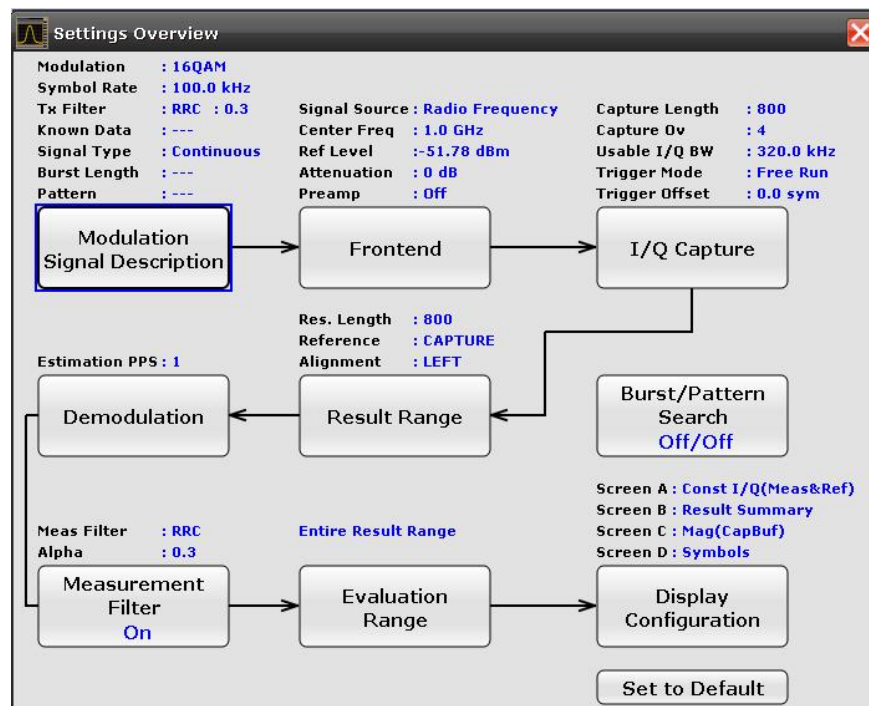 Settings Overview
Modulation : 16QAM
Symbol Rate : 100.0 kHz
Tx Filter : RRC : 0.3
Known Data : ---
Signal Type : Continuous
Burst Length : ---
Pattern : ---
Signal Source : Radio Frequency
Center Freq : 1.0 GHz
Ref Level :-51.78 dBm
Attenuation : 0 dB
Preamp : Off
Capture Length : 800
Capture Ov : 4
Usable I/Q BW : 320.0 kHz
Trigger Mode : Free Run
Trigger Offset : 0.0 sym
Modulation
Signal Description
Frontend
I/Q Capture
Estimation PPS : 1
Res. Length : 800
Reference : CAPTURE
Alignment : LEFT
Demodulation
Result Range
Burst/Pattern
Search
Off/Off
Meas Filter : RRC
Alpha : 0.3
Entire Result Range
Screen A : Const I/Q(Meas&Ref)
Screen B : Result Summary
Screen C : Mag(CapBuf)
Screen D : Symbols
Measurement
Filter
On
Evaluation
Range
Display
Configuration
Set to Default